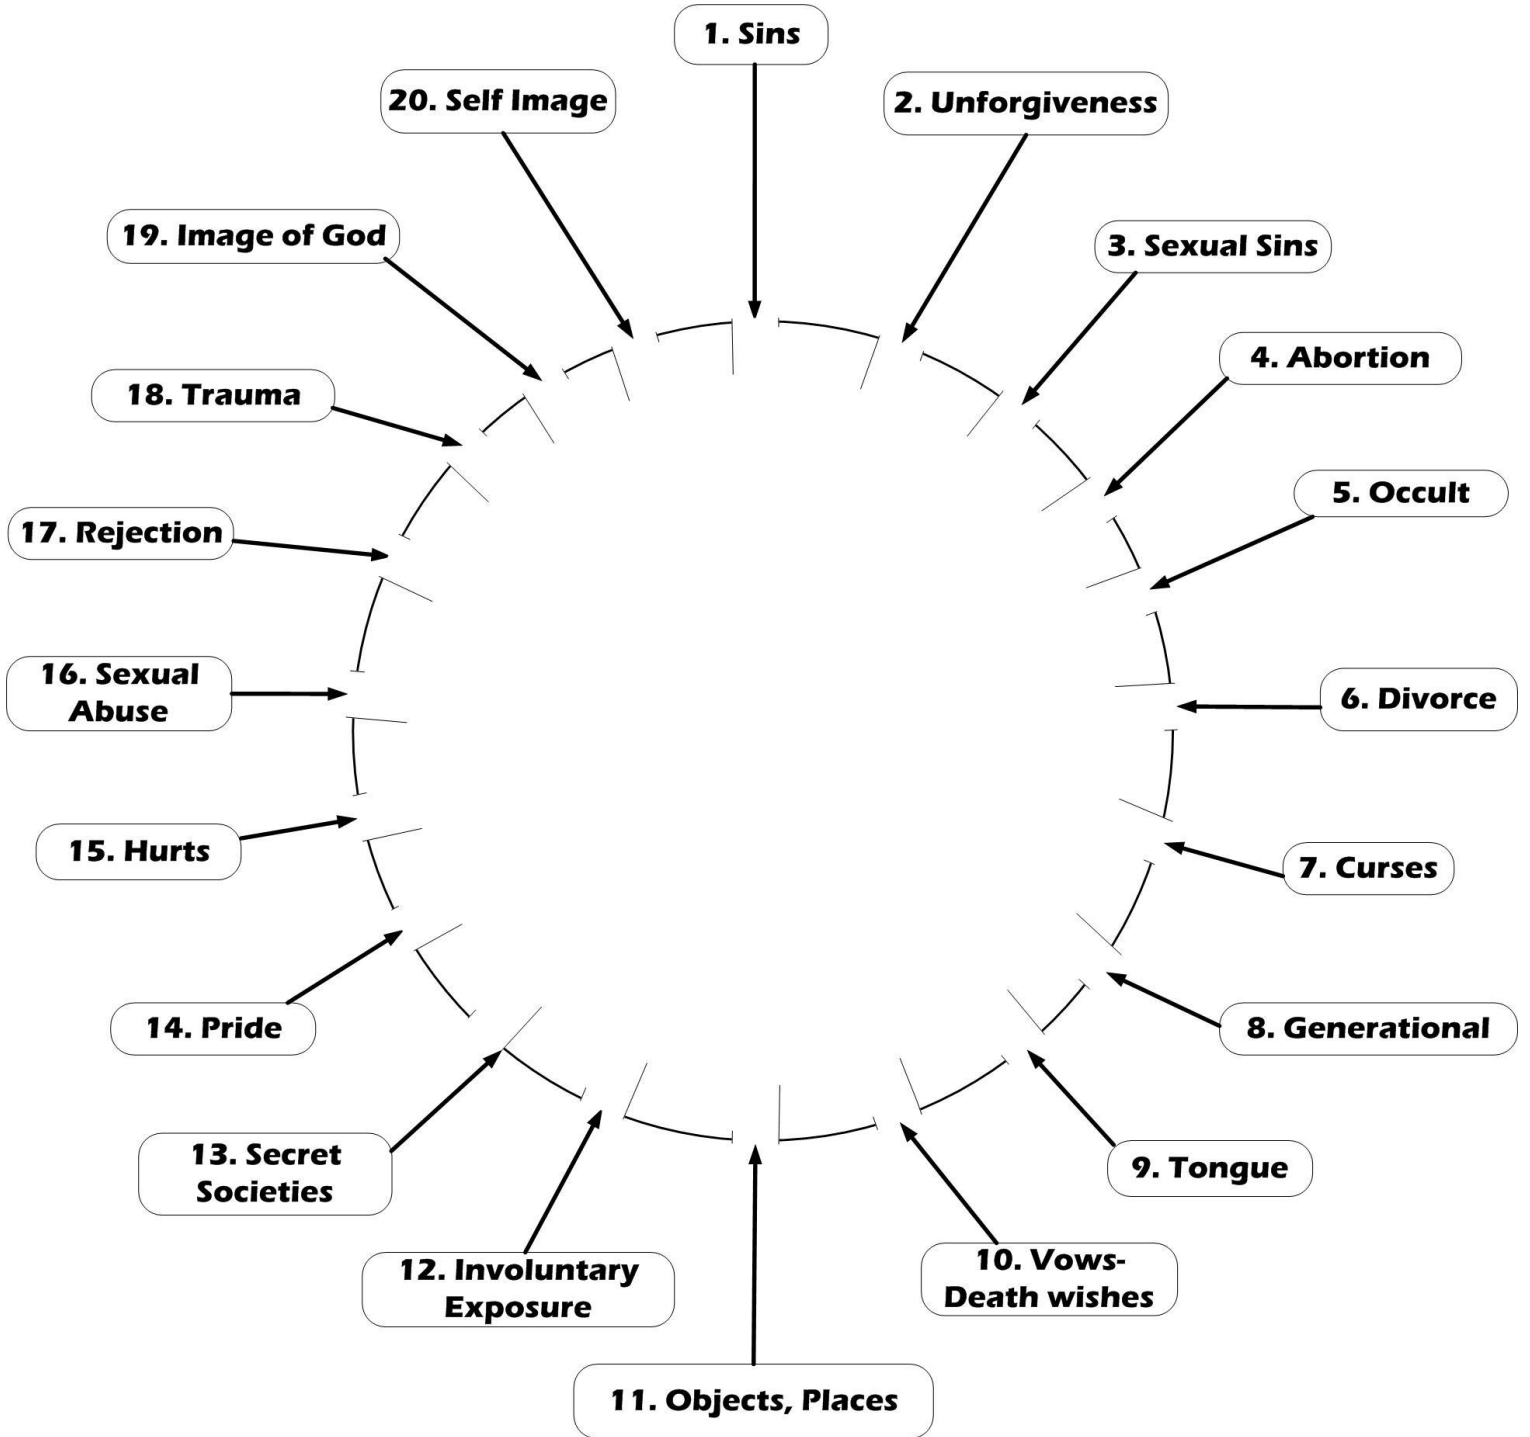 1. Sins
2. Unforgiveness
3. Sexual Sins
4. Abortion
5. Occult
6. Divorce
7. Curses
8. Generational
9. Tongue
10. Vows-
Death wishes
11. Objects, Places
12. Involuntary
Exposure
13. Secret
Societies
14. Pride
15. Hurts
16. Sexual
Abuse
17. Rejection
18. Trauma
19. Image of God
20. Self Image